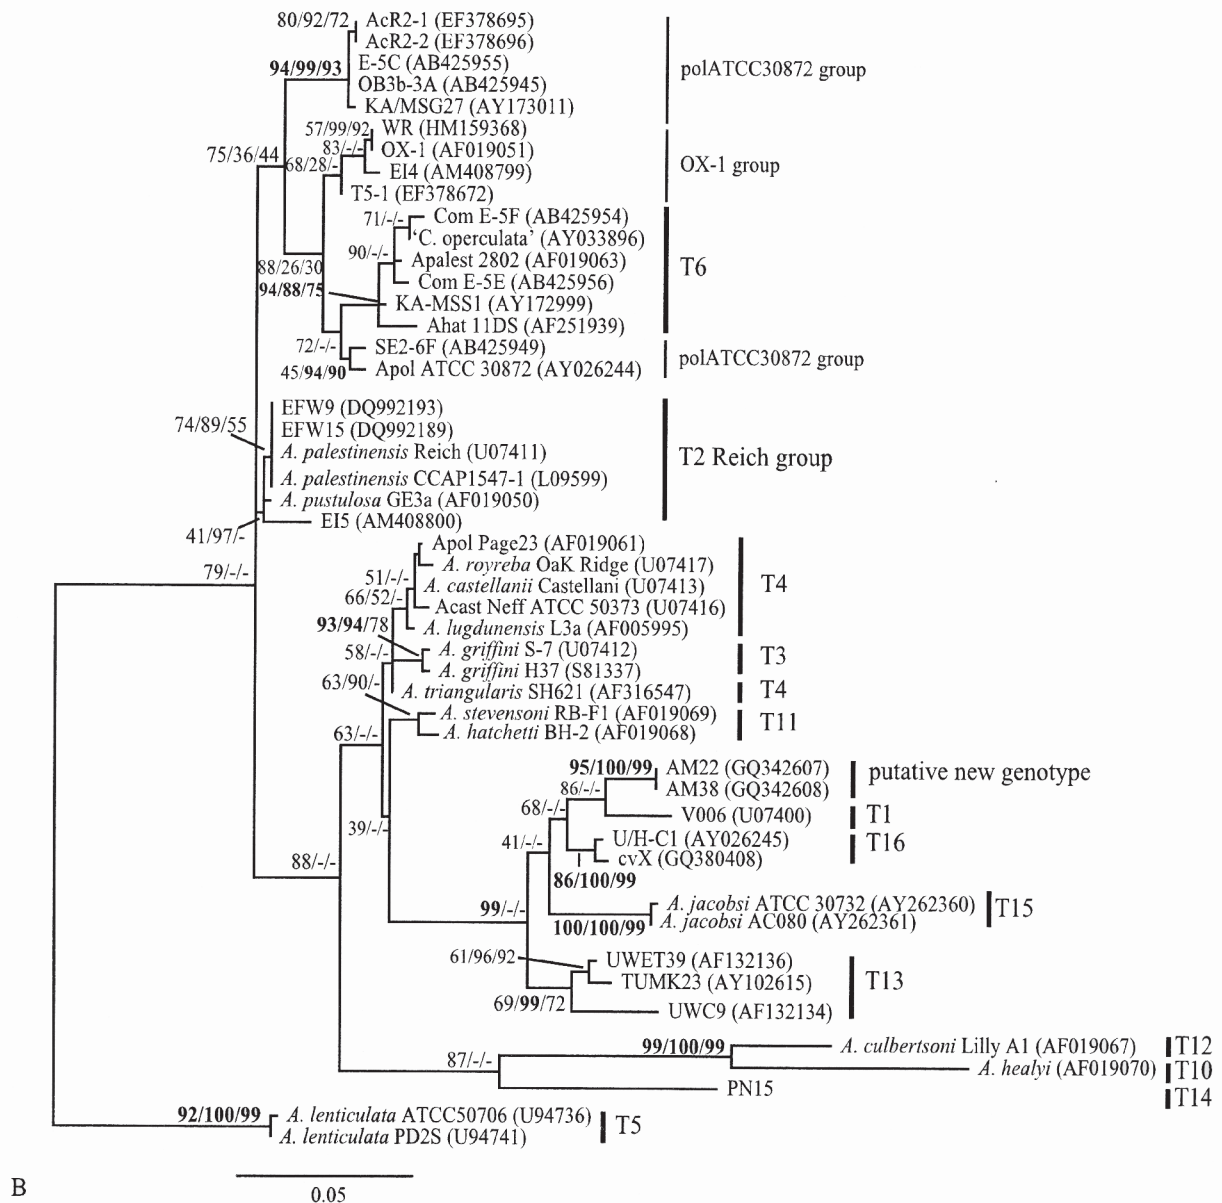 80/92/72 AcR2-1 (EF378695)
AcR2-2 (EF378696)
94/99/93 E-5C (AB425955)
polATCC30872 group
OB3b-3A (AB425945)
KA/MSG27 (AY173011)
57/99/92 WR (HM159368)
83/-/- OX-1 (AF019051)
75/36/44
68/28/- EI4 (AM408799)
OX-1 group
T5-1 (EF378672)
71/-/- Com E-5F (AB425954)
'C. operculata' (AY033896)
90/-/- Apalest 2802 (AF019063)
T6
88/26/30
Com E-5E (AB425956)
94/88/75
KA-MSS1 (AY172999)
Ahat 11DS (AF251939)
72/-/- SE2-6F (AB425949)
polATCC30872 group
45/94/90 Apol ATCC 30872 (AY026244)
EFW9 (DQ992193)
74/89/55
EFW15 (DQ992189)
A. palestinensis Reich (U07411)
T2 Reich group
A. palestinensis CCAP1547-1 (L09599)
A. pustulosa GE3a (AF019050)
EI5 (AM408800)
41/97/-
79/-/-
Apol Page23 (AF019061)
A. royreba OaK Ridge (U07417)
51/-/- A. castellanii Castellani (U07413)
T4
66/52/- Acast Neff ATCC 50373 (U07416)
93/94/78 A. lugdunensis L3a (AF005995)
A. griffini S-7 (U07412)
58/-/-
T3
A. griffini H37 (S81337)
63/90/- A. triangularis SH621 (AF316547)
T4
A. stevensoni RB-F1 (AF019069)
T11
63/-/- A. hatchetti BH-2 (AF019068)
95/100/99 AM22 (GQ342607)
putative new genotype
86/-/- AM38 (GQ342608)
68/-/- V006 (U07400)
T1
39/-/-
41/-/- U/H-C1 (AY026245)
T16
88/-/-
cvX (GQ380408)
86/100/99
99/-/- A. jacobsi ATCC 30732 (AY262360)
T15
100/100/99 A. jacobsi AC080 (AY262361)
61/96/92 UWET39 (AF132136)
TUMK23 (AY102615)
T13
69/99/72 UWC9 (AF132134)
99/100/99 A. culbertsoni Lilly A1 (AF019067)
T12
87/-/- A. healyi (AF019070)
T10
PN15
T14
92/100/99 A. lenticulata ATCC50706 (U94736)
T5
A. lenticulata PD2S (U94741)
B
0.05